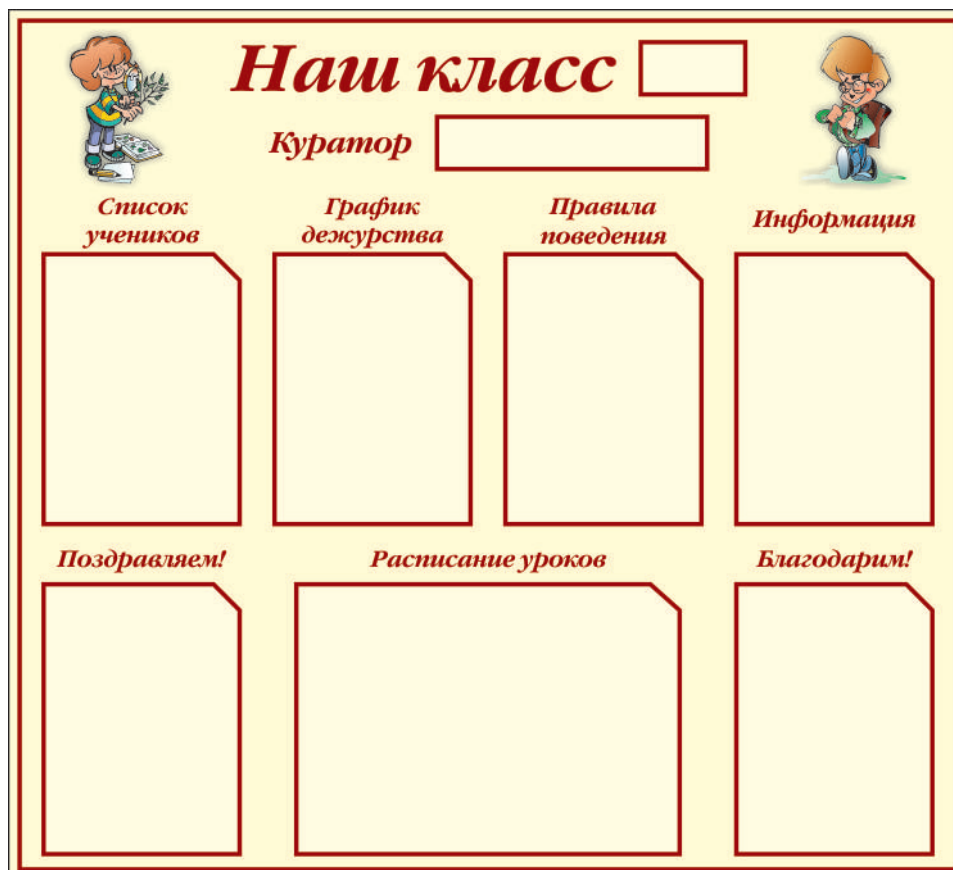 Наш класс
Куратор
Список
учеников
График
дежурства
Правила
поведения
Информация
Поздравляем!
Расписание уроков
Благодарим!